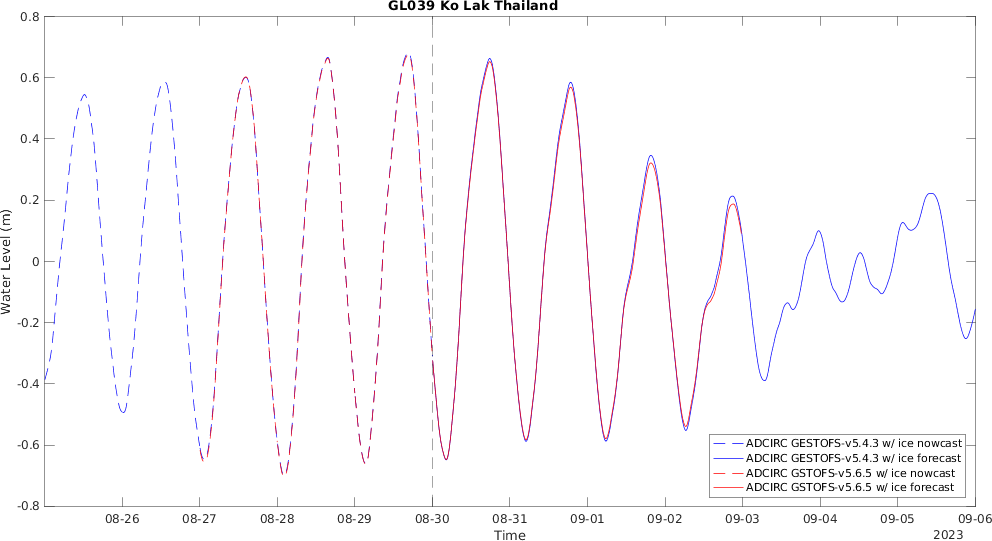 GL039 Ko Lak Thailand
0.8
0.6
0.4
0.2
0
-0.2
-0.4
-0.6
-0.8
Water Level (m)
ADCIRC GESTOFS-v5.4.3 w/ ice nowcast
ADCIRC GESTOFS-v5.4.3 w/ ice forecast
ADCIRC GSTOFS-v5.6.5 w/ ice nowcast
ADCIRC GSTOFS-v5.6.5 w/ ice forecast
08-26 08-27 08-28 08-29 08-30 08-31 09-01 09-02 09-03 09-04 09-05 09-06
Time
2023